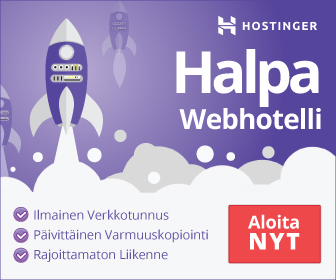 HOSTINGER
Halpa
Webhotelli
Ilmainen Verkkotunnus
Päivittäinen Varmuuskopiointi
Rajoittamaton Liikenne
Aloita
NYT